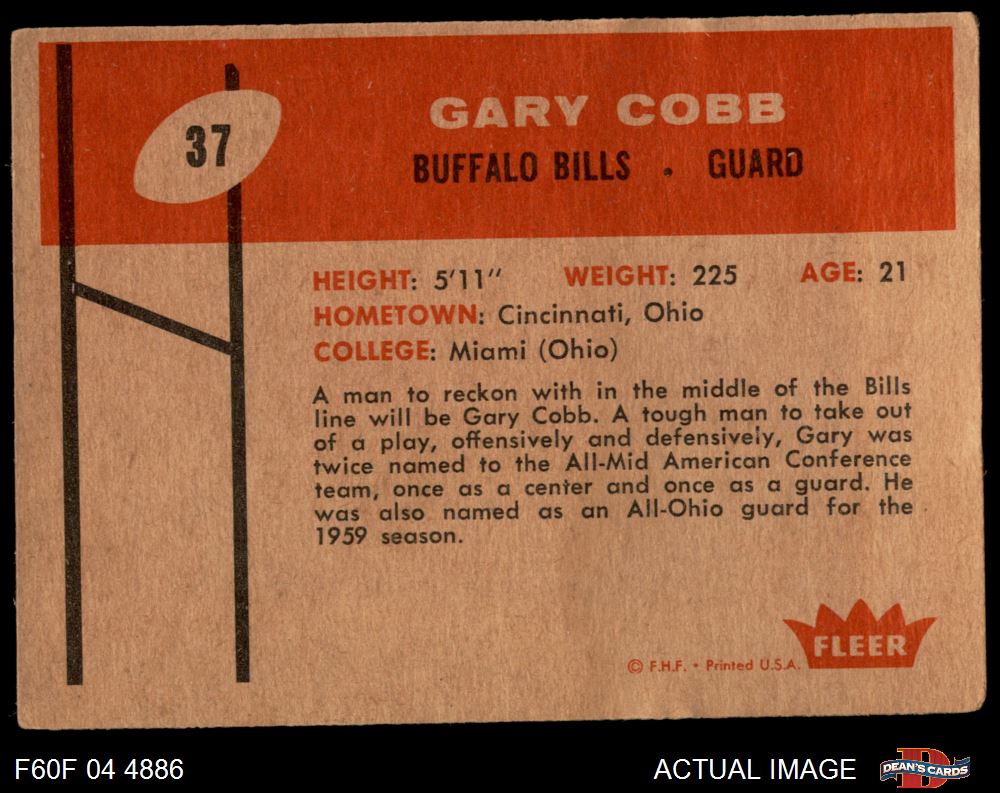 37
GARY COBB
BUFFALO BILLS . GUARD
HEIGHT: 5'11" WEIGHT: 225 AGE: 21
HOMETOWN: Cincinnati, Ohio
COLLEGE: Miami (Ohio)
A man to reckon with in the middle of the Bills
line will be Gary Cobb. A tough man to take out
of a play, offensively and defensively, Gary was
twice named to the All-Mid American Conference
team, once as a center and once as a guard. He
was also named as an All-Ohio guard for the
1959 season.
FLEER
© F.H.F. • Printed U.S.A.
F60F 04 4886
ACTUAL IMAGE
DEAN'S CARDS